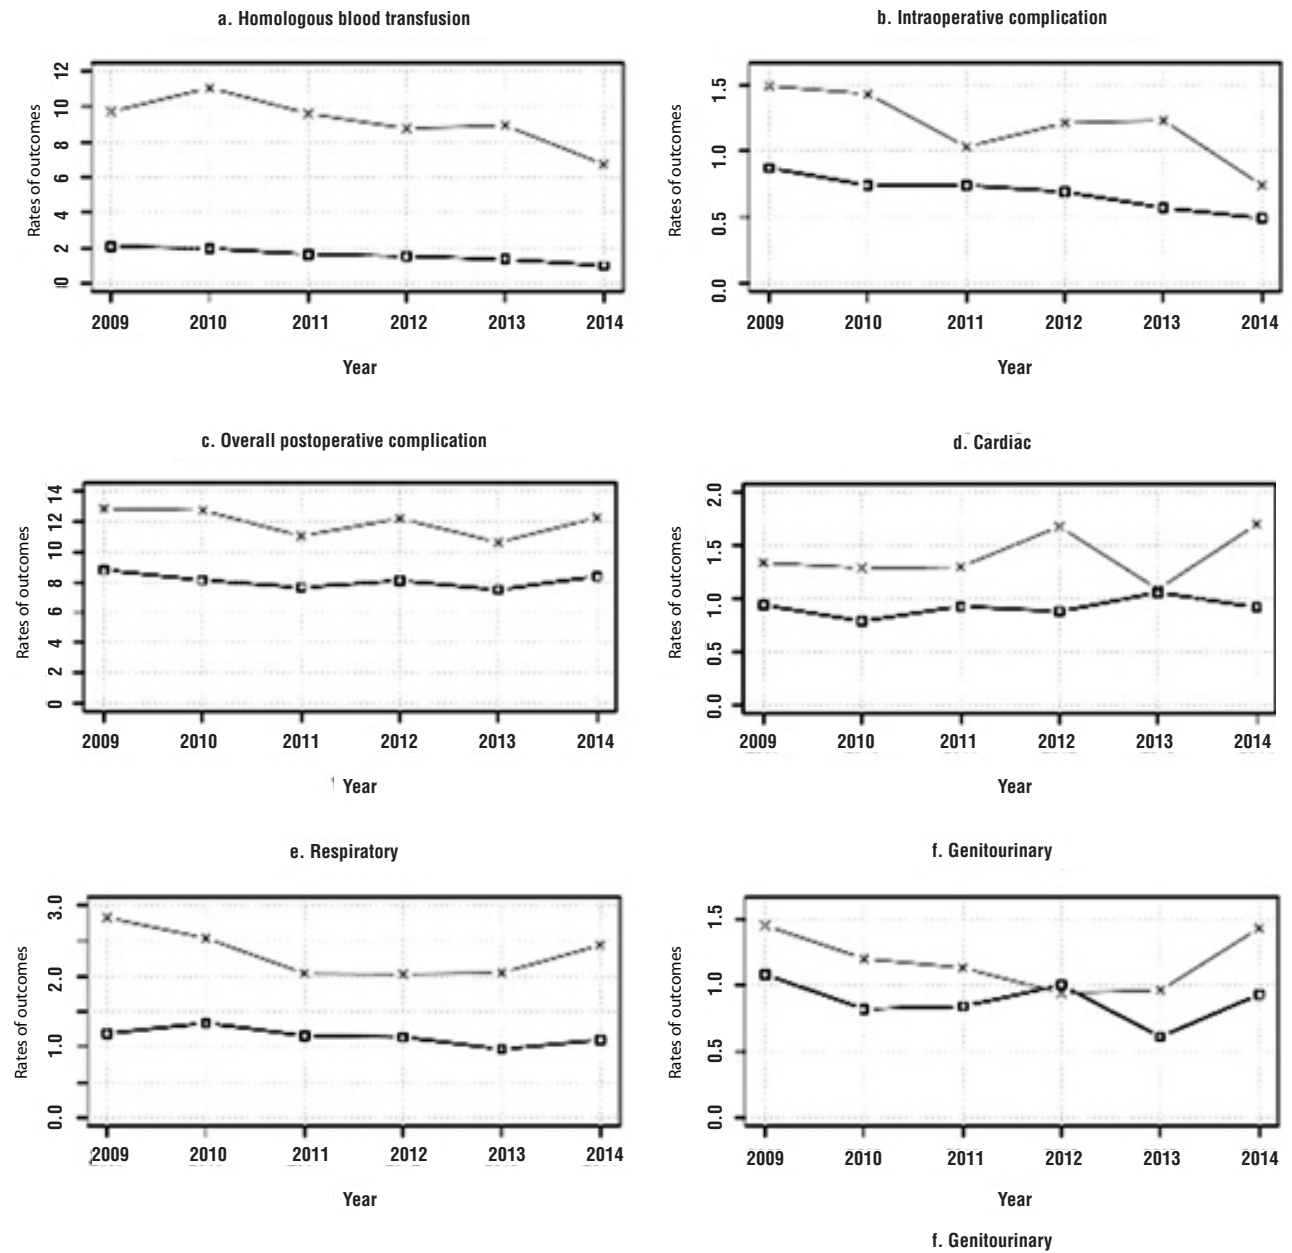 a. Homologous blood transfusion
Rates of outcomes
12
10
8
6
4
2
0
2009 2010 2011 2012 2013 2014
Year
b. Intraoperative complication
Rates of outcomes
1.5
1.0
0.5
0.0
2009 2010 2011 2012 2013 2014
Year
c. Overall postoperative complication
Rates of outcomes
14
12
10
8
6
4
2
0
2009 2010 2011 2012 2013 2014
Year
d. Cardiac
Rates of outcomes
2.0
1.5
1.0
0.5
0.0
2009 2010 2011 2012 2013 2014
Year
e. Respiratory
Rates of outcomes
3.0
2.0
1.0
0.0
2009 2010 2011 2012 2013 2014
Year
f. Genitourinary
Rates of outcomes
1.5
1.0
0.5
0.0
2009 2010 2011 2012 2013 2014
Year
f. Genitourinary